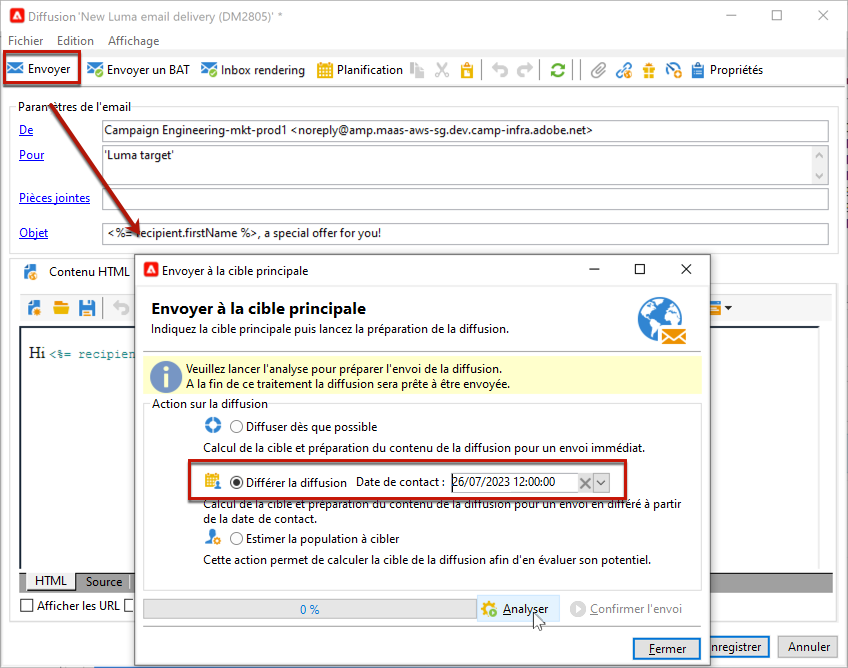 Diffusion 'New Luma email delivery (DM2805)' *
Fichier Edition Affichage
Envoyer Envoyer un BAT Inbox rendering Planification Propriétés
Paramètres de l'email
De Campaign Engineering-mkt-prod1 <noreply@amp.maas-aws-sg.dev.camp-infra.adobe.net>
Pour 'Luma target'
Pièces jointes
Objet <%= recipient.firstName %>, a special offer for you!
Contenu HTML
Envoyer à la cible principale
Envoyer à la cible principale
Indiquez la cible principale puis lancez la préparation de la diffusion.
Hi <%= recipien
Veuillez lancer l'analyse pour préparer l'envoi de la diffusion.
A la fin de ce traitement la diffusion sera prête à être envoyée.
Action sur la diffusion
Diffuser dès que possible
Calcul de la cible et préparation du contenu de la diffusion pour un envoi immédiat.
Différer la diffusion Date de contact : 26/07/2023 12:00:00
Calcul de la cible et préparation du contenu de la diffusion pour un envoi en différé à partir
de la date de contact.
Estimer la population à cibler
Cette action permet de calculer la cible de la diffusion afin d'en évaluer son potentiel.
HTML Source
Afficher les URL
0 % Analyser Confirmer l'envoi
Fermer nregistrer Annuler